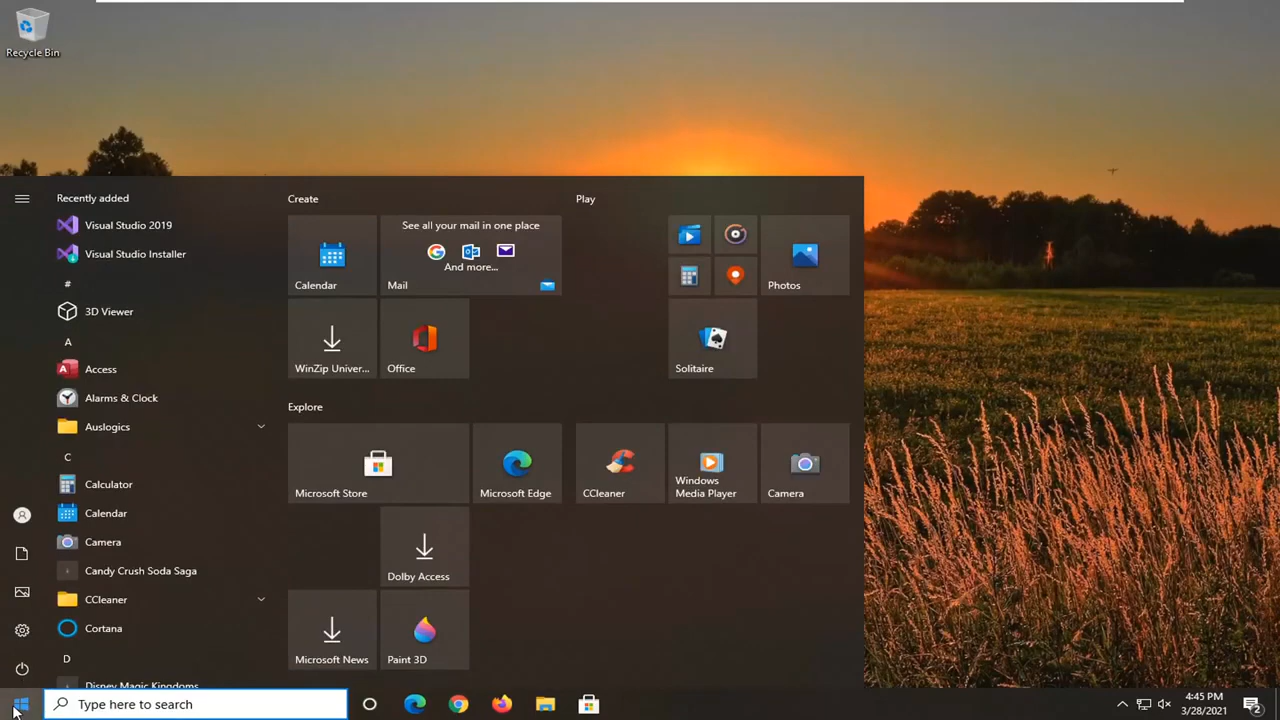 Recycle Bin
Recently added
Visual Studio 2019
Visual Studio Installer
#
3D Viewer
A
Access
Alarms & Clock
Auslogics
C
Calculator
Calendar
Camera
Candy Crush Soda Saga
CCleaner
Cortana
D
Disney Magic Kingdoms
Create
Calendar
See all your mail in one place
And more...
Mail
WinZip Univer...
Office
Explore
Microsoft Store
Microsoft Edge
Dolby Access
Microsoft News
Paint 3D
Play
Photos
Solitaire
CCleaner
Windows
Media Player
Camera
Type here to search
4:45 PM
3/28/2021
2